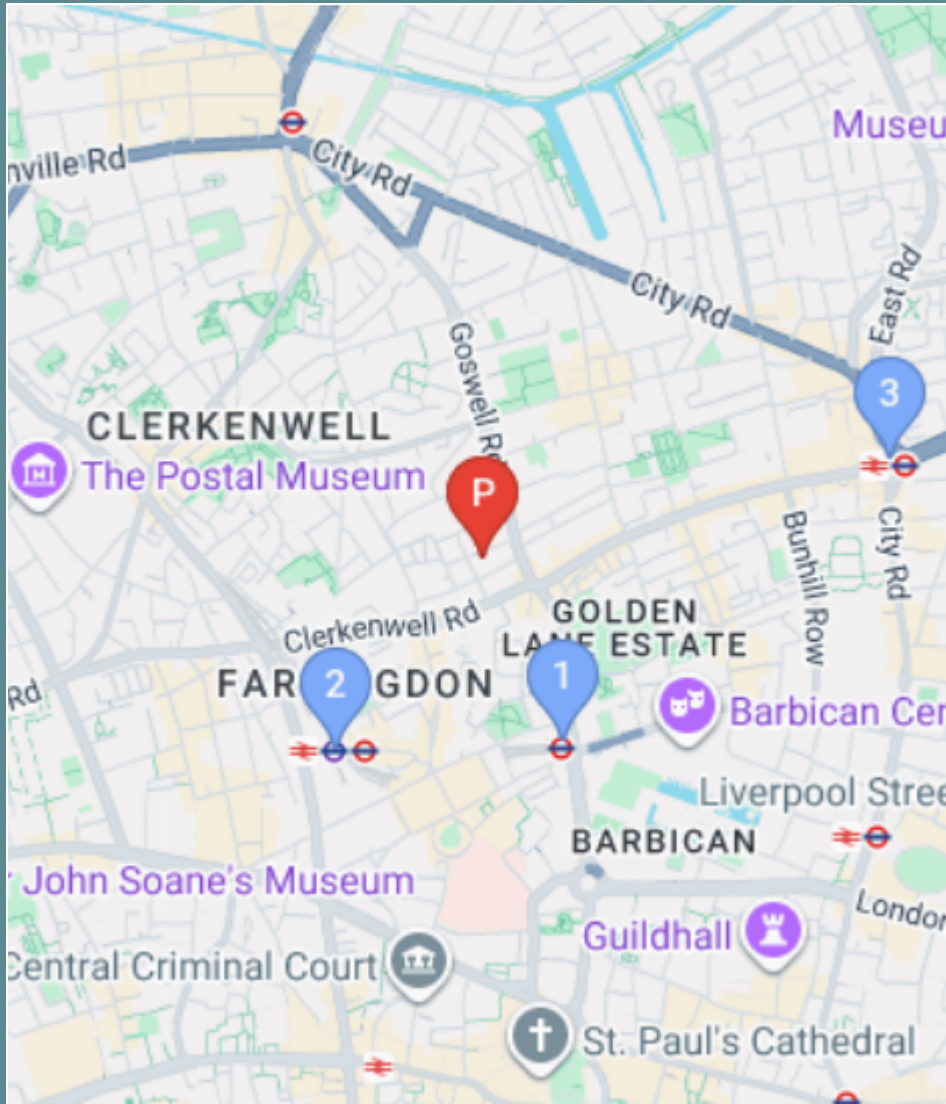 Museu
nville Rd
City Rd
City Rd
East Rd
Goswell Rd
3
CLERKENWELL
The Postal Museum
P
City Rd
Bunhill Row
Clerkenwell Rd
GOLDEN
LANE ESTATE
Rd
FAR GDON
2
1
Barbican Cer
Liverpool Stree
BARBICAN
John Soane's Museum
London
Guildhall
Central Criminal Court
St. Paul's Cathedral